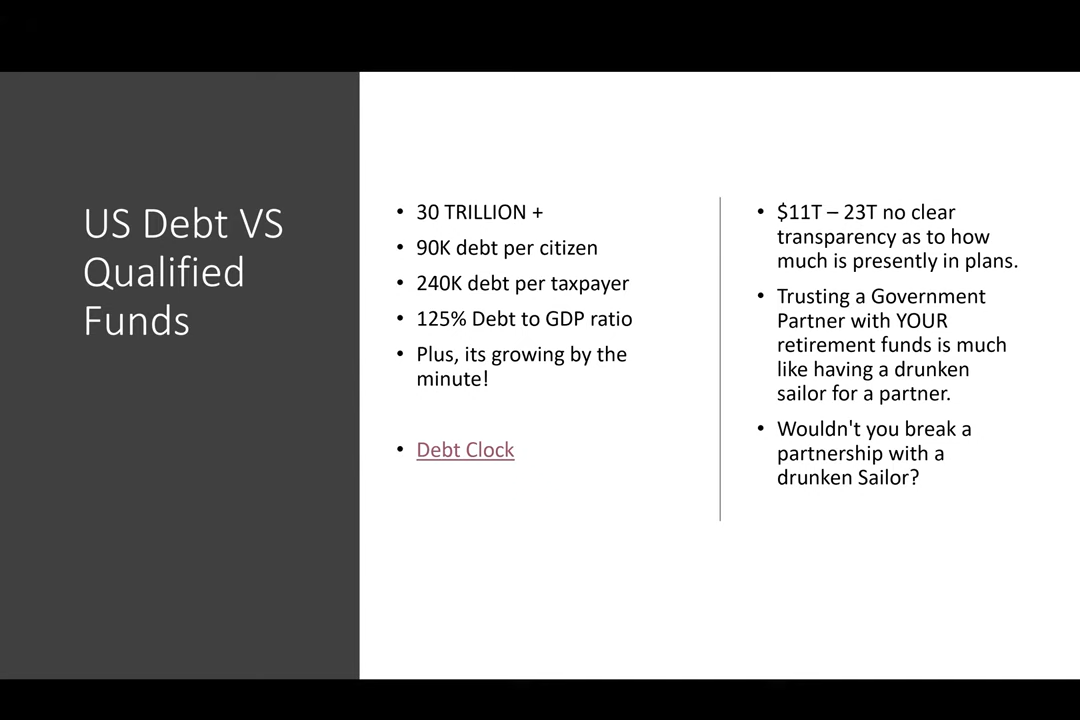 US Debt VS
Qualified
Funds
• 30 TRILLION +
• 90K debt per citizen
• 240K debt per taxpayer
• 125% Debt to GDP ratio
• Plus, its growing by the
minute!
• Debt Clock
• $11T – 23T no clear
transparency as to how
much is presently in plans.
• Trusting a Government
Partner with YOUR
retirement funds is much
like having a drunken
sailor for a partner.
• Wouldn't you break a
partnership with a
drunken Sailor?